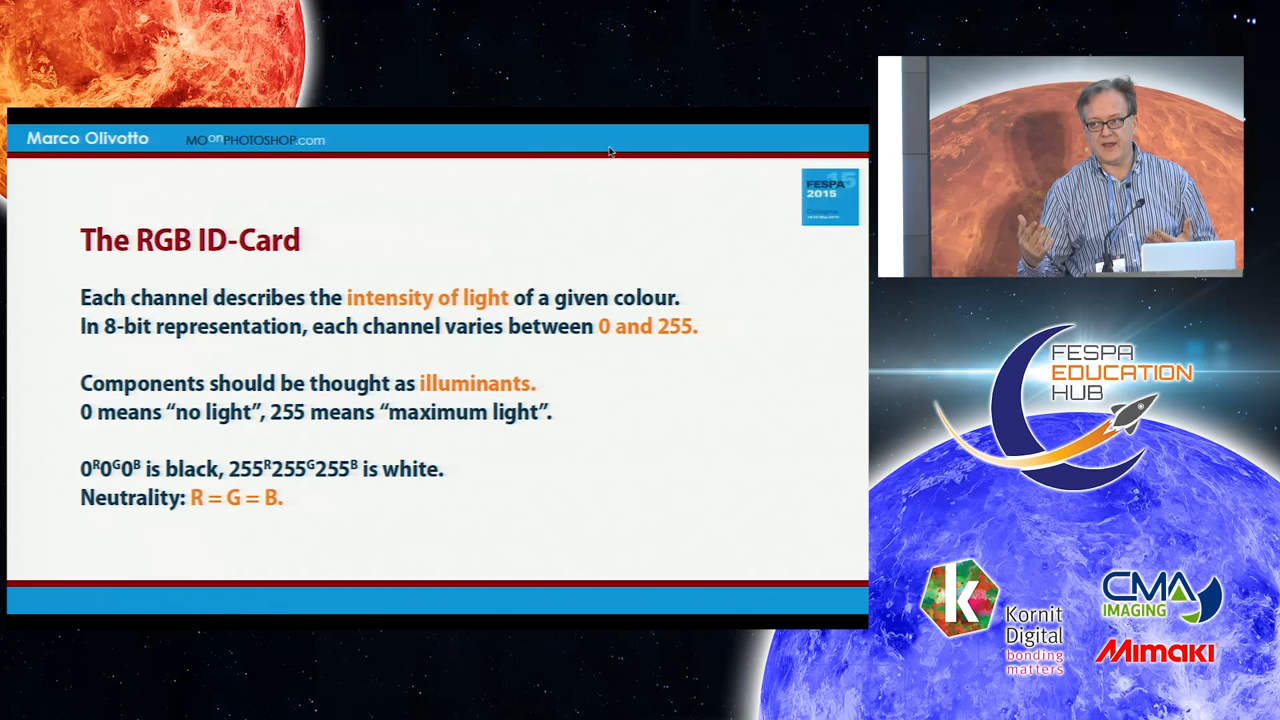 Marco Olivotto
MOonPHOTOSHOP.com
FESPA 15
2015
The RGB ID-Card
Each channel describes the intensity of light of a given colour.
In 8-bit representation, each channel varies between 0 and 255.
Components should be thought as illuminants.
0 means “no light”, 255 means “maximum light”.
0ᴿ0ᴳ0ᴮ is black, 255ᴿ255ᴳ255ᴮ is white.
Neutrality: R = G = B.
FESPA
EDUCATION
HUB
k
Kornit
Digital
bonding
matters
CMA
IMAGING
Mimaki